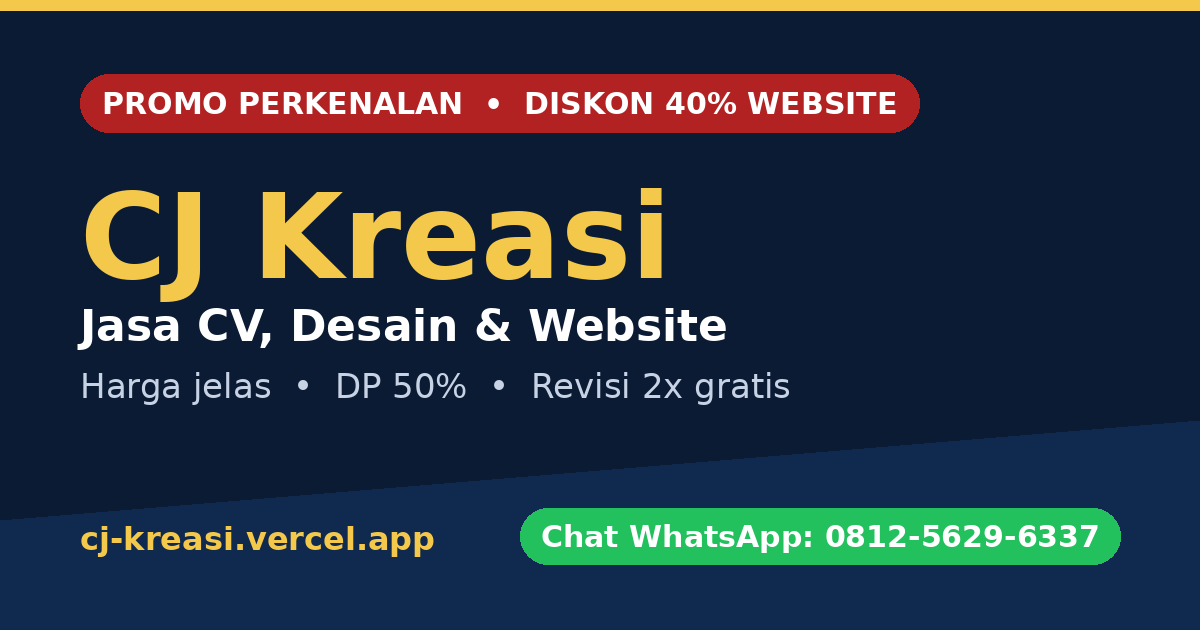 PROMO PERKENALAN • DISKON 40% WEBSITE
CJ Kreasi
Jasa CV, Desain & Website
Harga jelas • DP 50% • Revisi 2x gratis
cj-kreasi.vercel.app
Chat WhatsApp: 0812-5629-6337